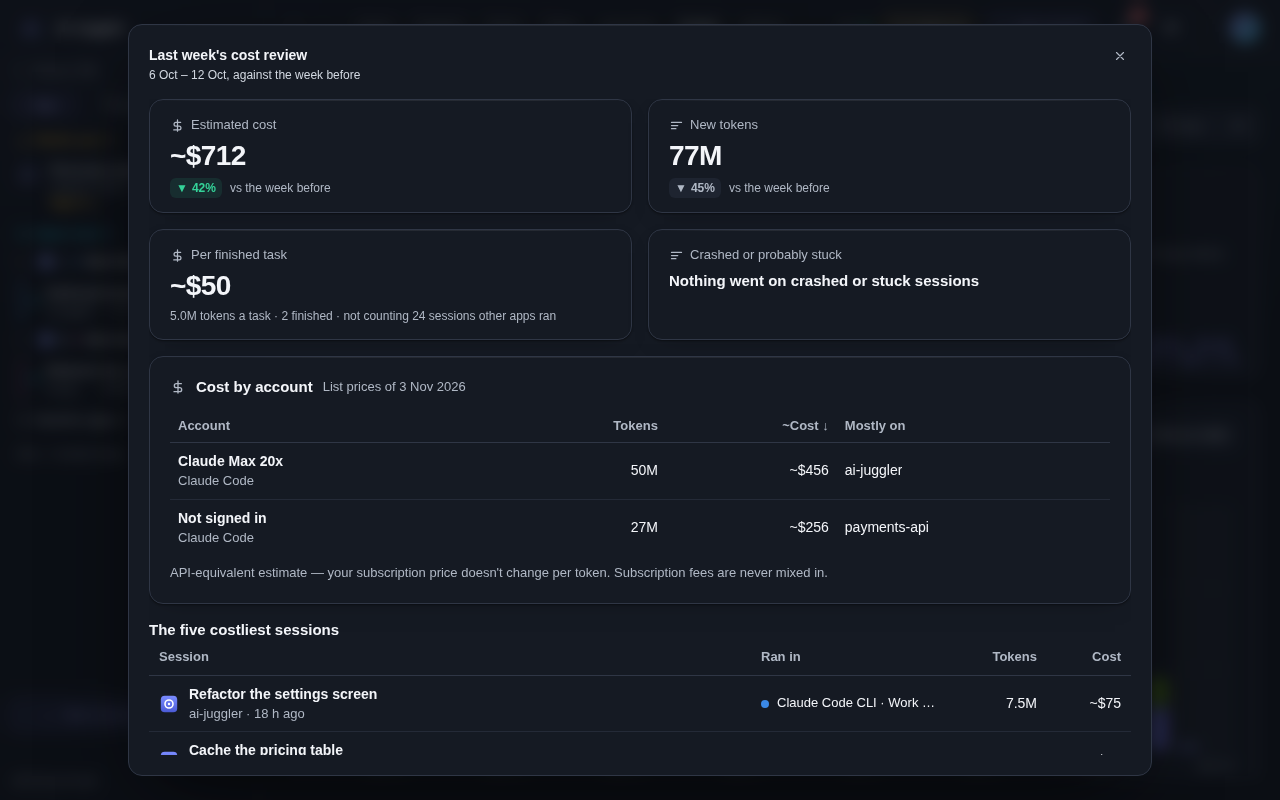 Last week's cost review
6 Oct – 12 Oct, against the week before
Estimated cost
~$712
▼ 42% vs the week before
New tokens
77M
▼ 45% vs the week before
Per finished task
~$50
5.0M tokens a task · 2 finished · not counting 24 sessions other apps ran
Crashed or probably stuck
Nothing went on crashed or stuck sessions
Cost by account List prices of 3 Nov 2026
Account Tokens ~Cost ↓ Mostly on
Claude Max 20x
Claude Code
50M ~$456 ai-juggler
Not signed in
Claude Code
27M ~$256 payments-api
API-equivalent estimate — your subscription price doesn't change per token. Subscription fees are never mixed in.
The five costliest sessions
Session Ran in Tokens Cost
Refactor the settings screen
ai-juggler · 18 h ago
Claude Code CLI · Work … 7.5M ~$75
Cache the pricing table